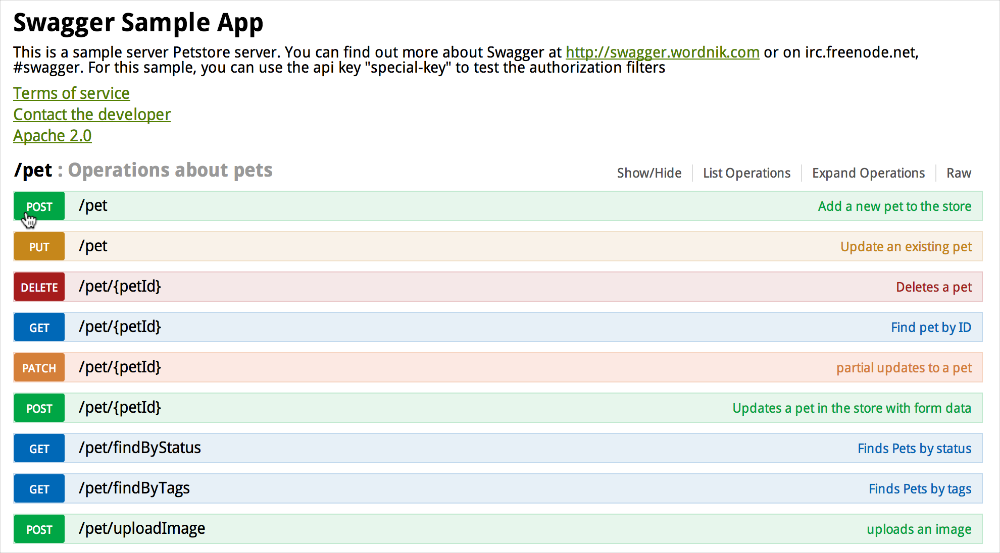 Swagger Sample App
This is a sample server Petstore server. You can find out more about Swagger at http://swagger.wordnik.com or on irc.freenode.net,
#swagger. For this sample, you can use the api key "special-key" to test the authorization filters
Terms of service
Contact the developer
Apache 2.0
/pet : Operations about pets Show/Hide List Operations Expand Operations Raw
POST /pet Add a new pet to the store
PUT /pet Update an existing pet
DELETE /pet/{petId} Deletes a pet
GET /pet/{petId} Find pet by ID
PATCH /pet/{petId} partial updates to a pet
POST /pet/{petId} Updates a pet in the store with form data
GET /pet/findByStatus Finds Pets by status
GET /pet/findByTags Finds Pets by tags
POST /pet/uploadImage uploads an image